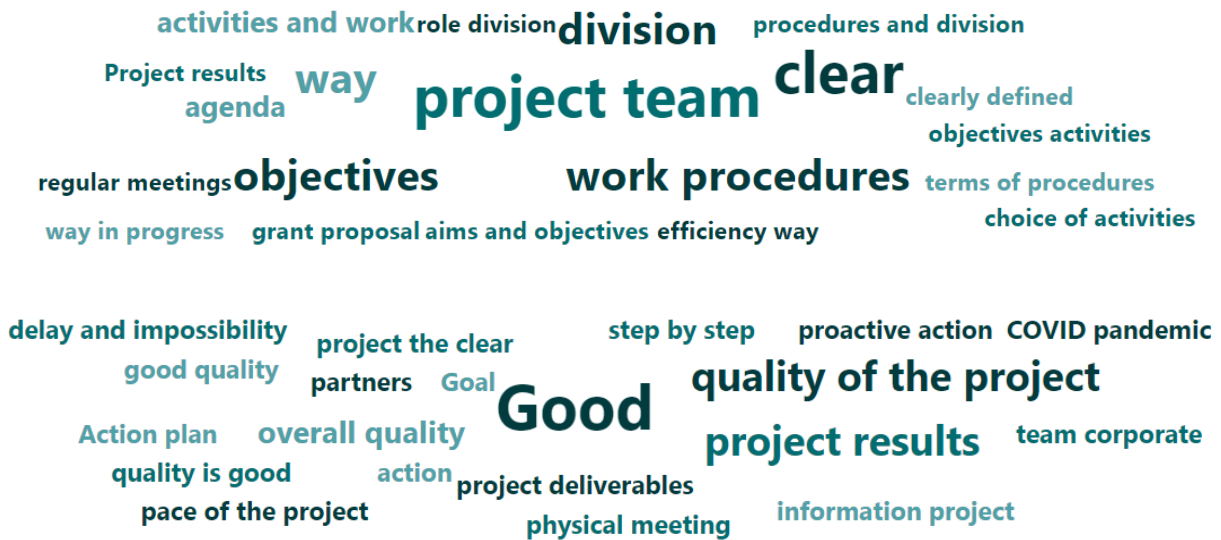 activities and work role division division procedures and division
Project results way project team clear
agenda clearly defined
objectives activities
regular meetings objectives work procedures terms of procedures
choice of activities
way in progress grant proposal aims and objectives efficiency way
delay and impossibility project the clear step by step proactive action COVID pandemic
good quality partners Goal Good quality of the project
Action plan overall quality project results team corporate
quality is good action project deliverables
pace of the project physical meeting information project